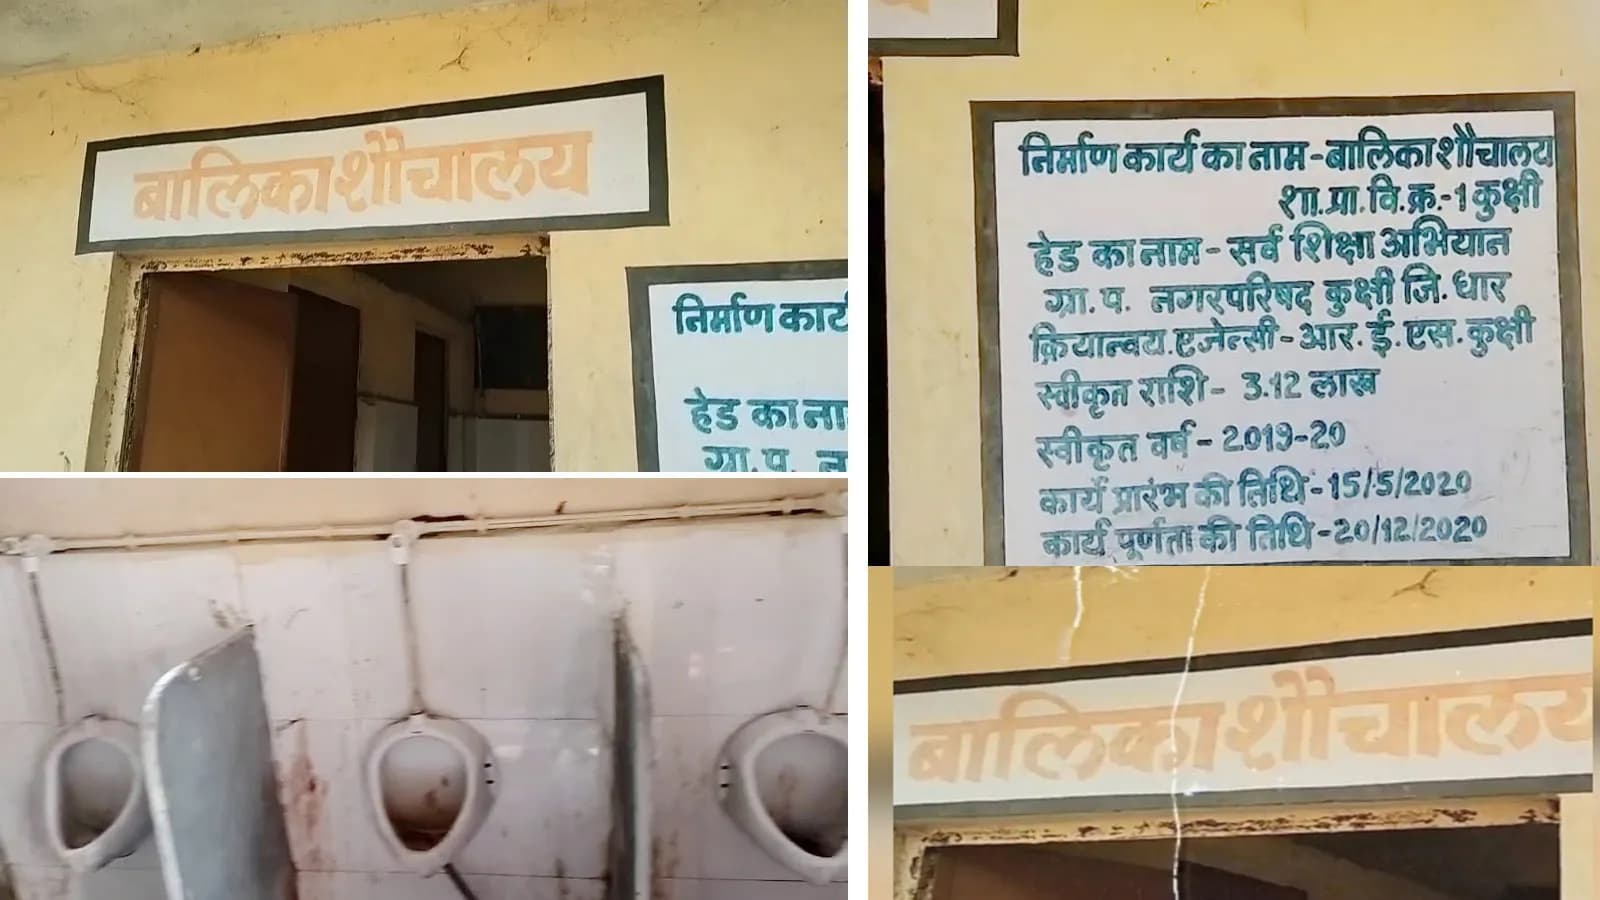 बालिका शौचालय
निर्माण कार्य
हेड का नाम
ग्रा.प. न
निर्माण कार्य का नाम - बालिका शौचालय
शा.प्रा.वि.क्र.-1 कुक्षी
हेड का नाम - सर्व शिक्षा अभियान
ग्रा.प. नगरपरिषद कुक्षी जि. धार
क्रियान्वय.एजेन्सी - आर.ई.एस.कुक्षी
स्वीकृत राशि - 3.12 लाख
स्वीकृत वर्ष - 2019-20
कार्य प्रारंभ की तिथि - 15/5/2020
कार्य पूर्णता की तिथि - 20/12/2020
बालिका शौचालय